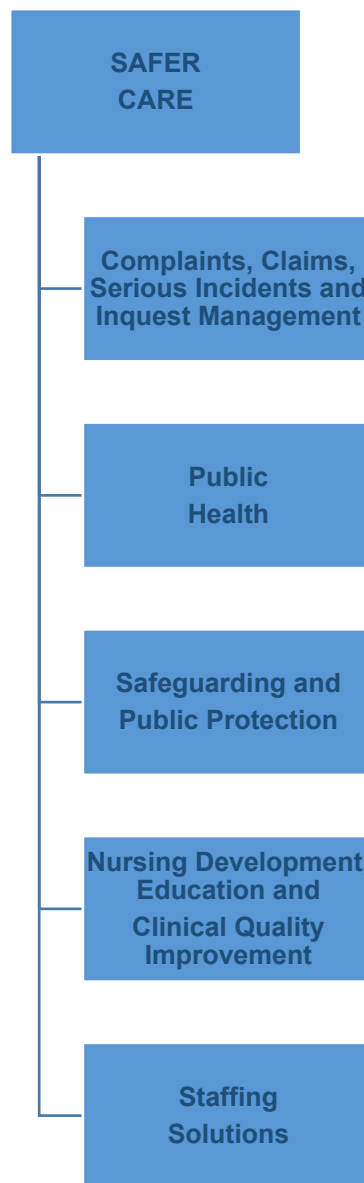 SAFER
CARE
Complaints, Claims,
Serious Incidents and
Inquest Management
Public
Health
Safeguarding and
Public Protection
Nursing Development
Education and
Clinical Quality
Improvement
Staffing
Solutions